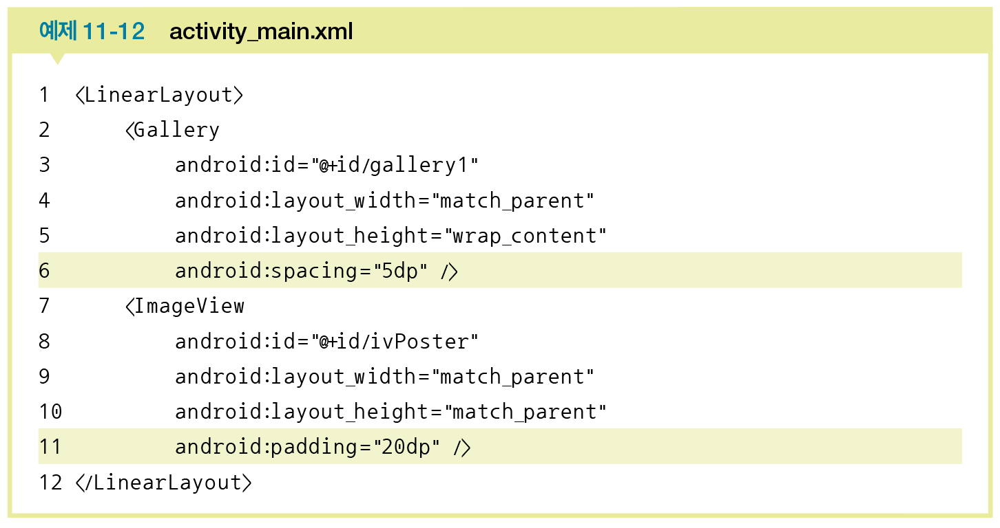 예제 11-12 activity_main.xml
1 <LinearLayout>
2 <Gallery
3 android:id="@+id/gallery1"
4 android:layout_width="match_parent"
5 android:layout_height="wrap_content"
6 android:spacing="5dp" />
7 <ImageView
8 android:id="@+id/ivPoster"
9 android:layout_width="match_parent"
10 android:layout_height="match_parent"
11 android:padding="20dp" />
12 </LinearLayout>